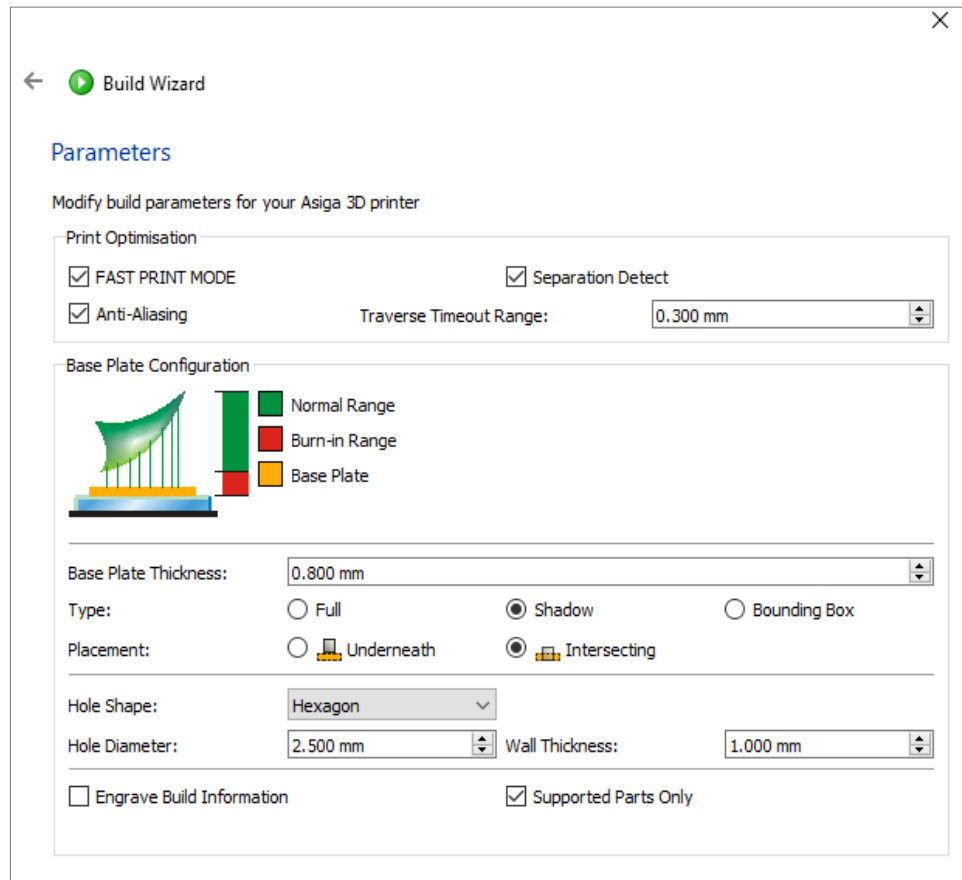 Build Wizard
Parameters
Modify build parameters for your Asiga 3D printer
Print Optimisation
FAST PRINT MODE Separation Detect
Anti-Aliasing Traverse Timeout Range: 0.300 mm
Base Plate Configuration
Normal Range
Burn-in Range
Base Plate
Base Plate Thickness: 0.800 mm
Type: Full Shadow Bounding Box
Placement: Underneath Intersecting
Hole Shape: Hexagon
Hole Diameter: 2.500 mm Wall Thickness: 1.000 mm
Engrave Build Information Supported Parts Only